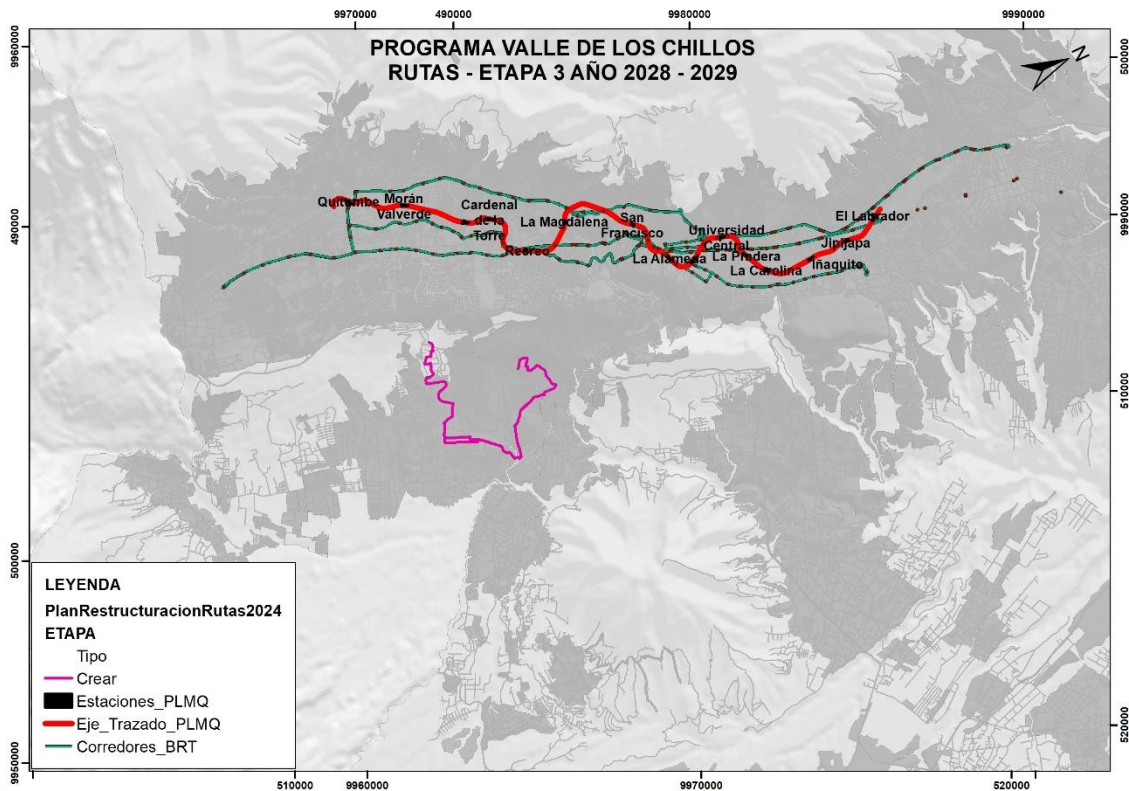 9970000
490000
9980000
9990000
9960000
PROGRAMA VALLE DE LOS CHILLOS
RUTAS - ETAPA 3 AÑO 2028 - 2029
N
500000
490000
9990000
Quitumbe
Morán
Valverde
Cardenal
de la
Torre
Recreo
La Magdalena
San
Francisco
La Alameda
Universidad
Central
La Pradera
La Carolina
Iñaquito
Jipijapa
El Labrador
510000
500000
9980000
LEYENDA
PlanRestructuracionRutas2024
ETAPA
Tipo
Crear
Estaciones_PLMQ
Eje_Trazado_PLMQ
Corredores_BRT
520000
9950000
510000
9960000
9970000
520000